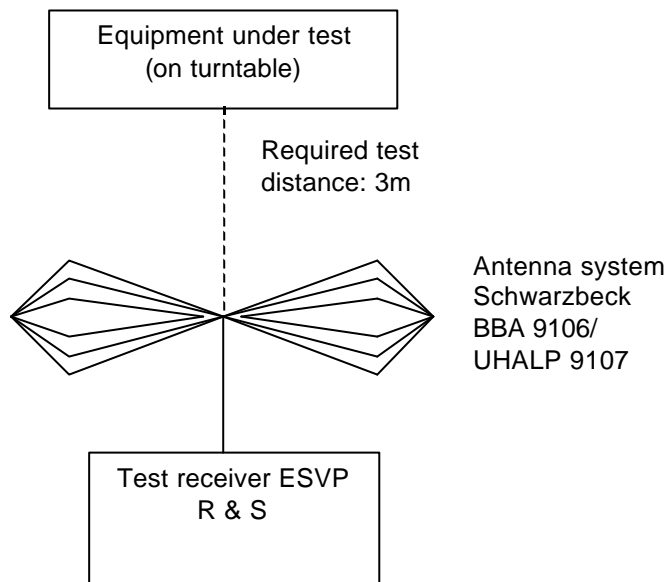 Equipment under test
(on turntable)
Required test
distance: 3m
Antenna system
Schwarzbeck
BBA 9106/
UHALP 9107
Test receiver ESVP
R & S